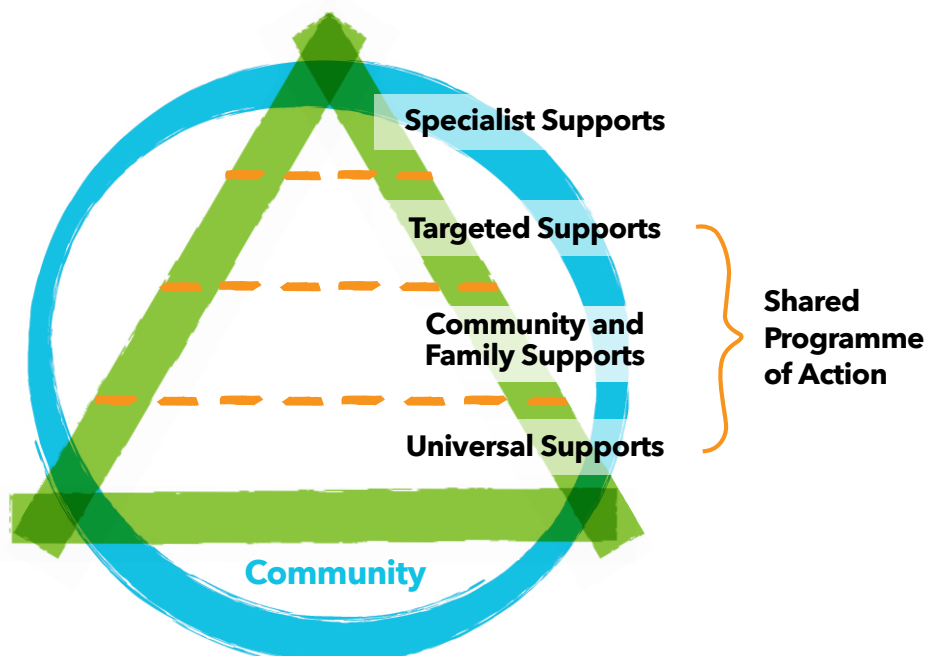 Specialist Supports
Targeted Supports
Community and
Family Supports
Universal Supports
Shared
Programme
of Action
Community